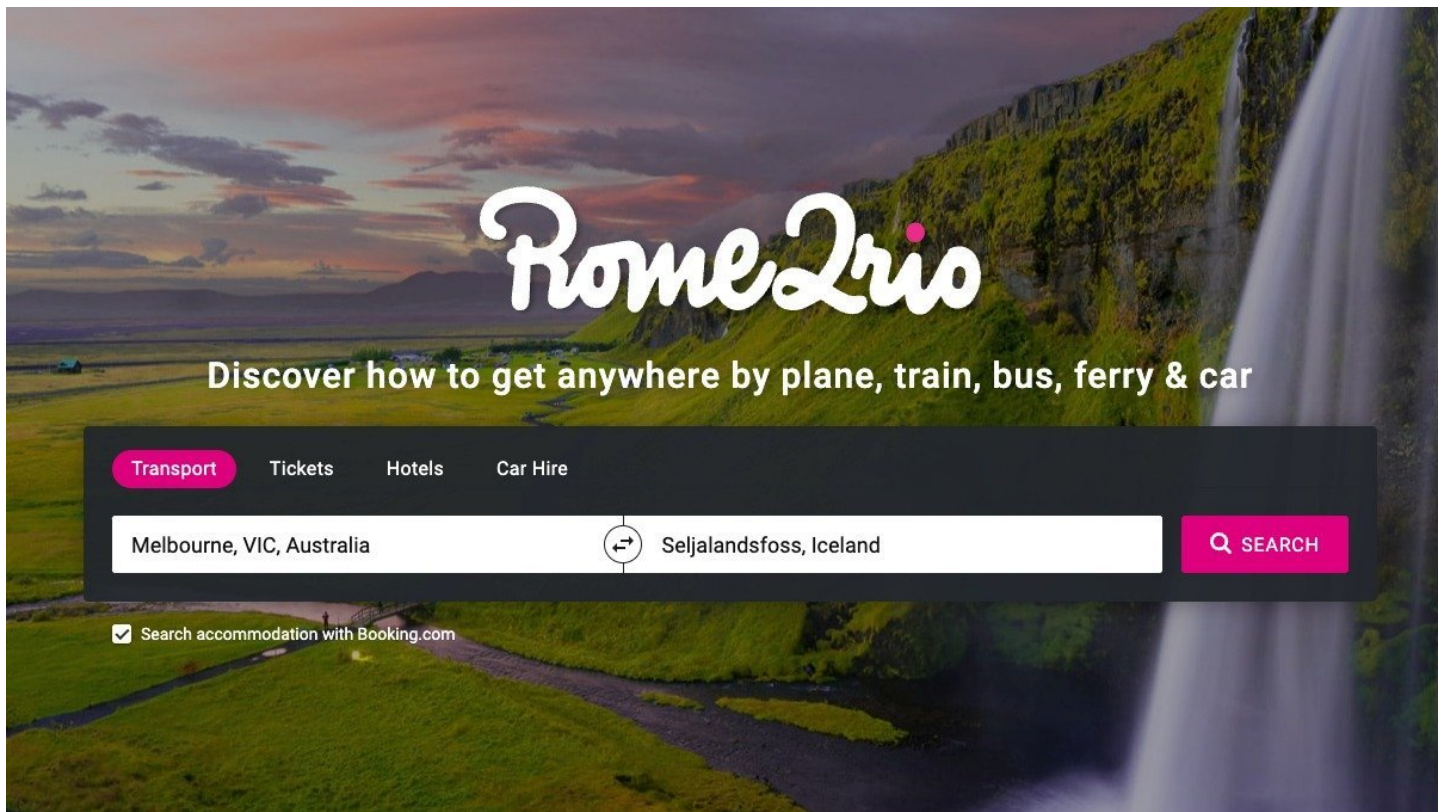 Rome2rio
Discover how to get anywhere by plane, train, bus, ferry & car
Transport Tickets Hotels Car Hire
Melbourne, VIC, Australia Seljalandsfoss, Iceland SEARCH
Search accommodation with Booking.com